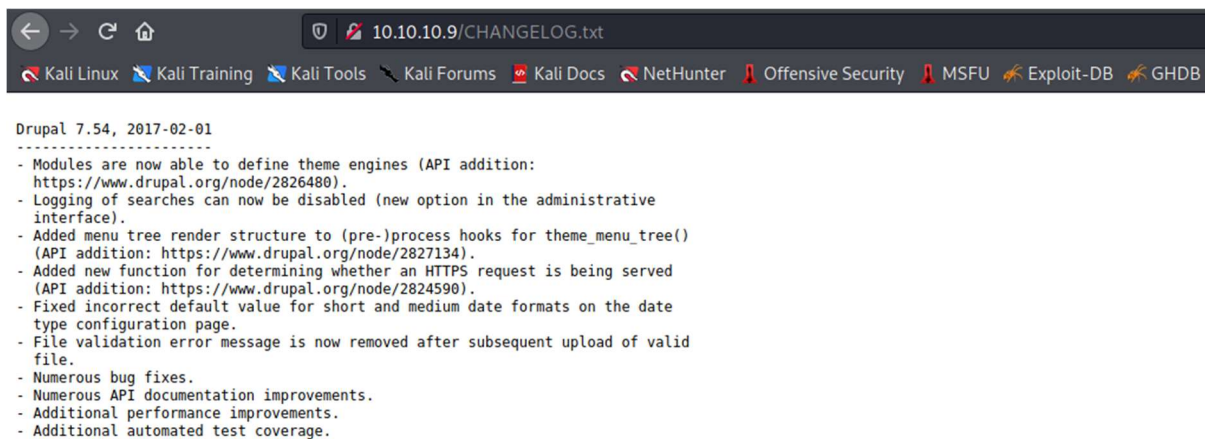 10.10.10.9/CHANGELOG.txt
Kali Linux Kali Training Kali Tools Kali Forums Kali Docs NetHunter Offensive Security MSFU Exploit-DB GHDB
Drupal 7.54, 2017-02-01
-----------------------
- Modules are now able to define theme engines (API addition:
https://www.drupal.org/node/2826480).
- Logging of searches can now be disabled (new option in the administrative
interface).
- Added menu tree render structure to (pre-)process hooks for theme_menu_tree()
(API addition: https://www.drupal.org/node/2827134).
- Added new function for determining whether an HTTPS request is being served
(API addition: https://www.drupal.org/node/2824590).
- Fixed incorrect default value for short and medium date formats on the date
type configuration page.
- File validation error message is now removed after subsequent upload of valid
file.
- Numerous bug fixes.
- Numerous API documentation improvements.
- Additional performance improvements.
- Additional automated test coverage.